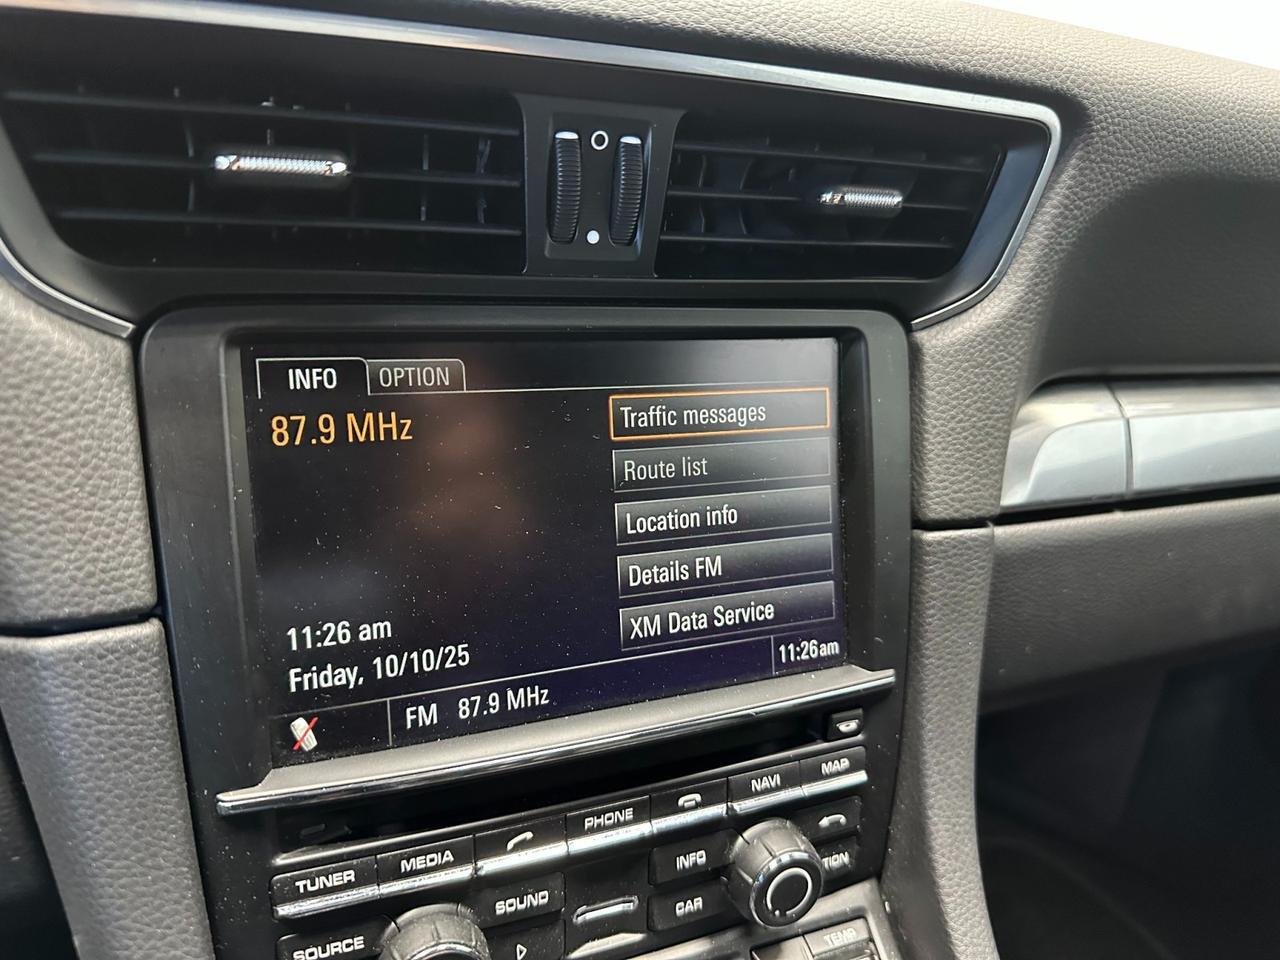 INFO OPTION
87.9 MHz
Traffic messages
Route list
Location info
Details FM
XM Data Service
11:26 am
Friday, 10/10/25
11:26am
FM 87.9 MHz
TUNER MEDIA PHONE NAVI MAP
INFO
SOUND CAR
SOURCE
TEMP